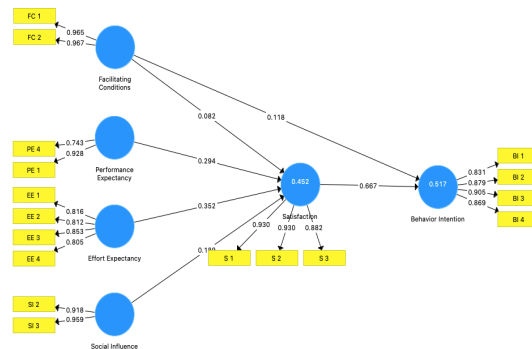 FC 1
0.965
FC 2
0.967
Facilitating
Conditions
0.082
0.118
PE 4
0.743
0.928
PE 1
Performance
Expectancy
0.294
EE 1
0.816
EE 2
0.812
EE 3
0.853
0.805
EE 4
Effort Expectancy
0.352
SI 2
0.918
SI 3
0.959
Social Influence
0.452
Satisfaction
0.930
0.930
0.882
S 1
S 2
S 3
0.667
0.517
Behavior Intention
0.831
BI 1
0.879
BI 2
0.905
BI 3
0.869
BI 4